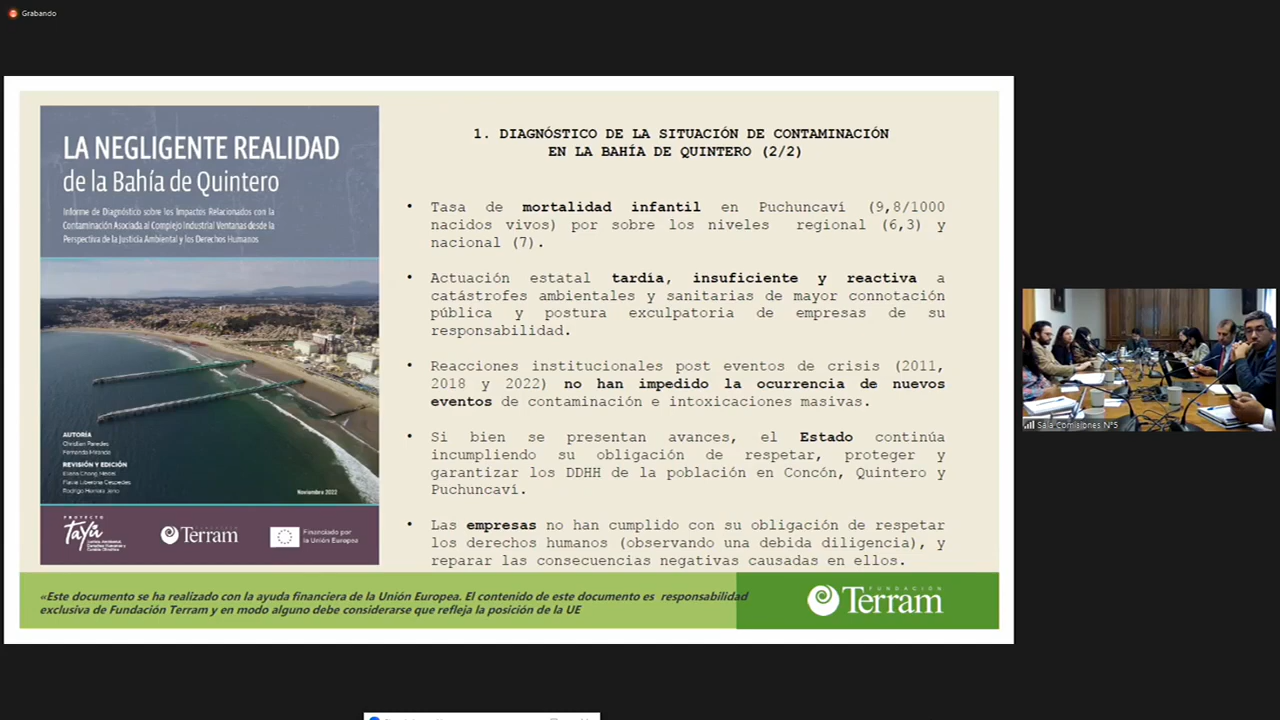 Grabando
LA NEGLIGENTE REALIDAD
de la Bahía de Quintero
Informe de Diagnóstico sobre los Impactos Relacionados con la
Contaminación Asociada al Complejo Industrial Ventanas desde la
Perspectiva de la Justicia Ambiental y los Derechos Humanos
AUTORÍA
Christian Paredes
Fernanda Miranda
REVISIÓN Y EDICIÓN
Flavia Liberona Céspedes
Noviembre 2022
PROYECTO
Tayú
FUNDACIÓN
Terram
Financiado por
la Unión Europea
1. DIAGNÓSTICO DE LA SITUACIÓN DE CONTAMINACIÓN
EN LA BAHÍA DE QUINTERO (2/2)
• Tasa de mortalidad infantil en Puchuncaví (9,8/1000
nacidos vivos) por sobre los niveles regional (6,3) y
nacional (7).
• Actuación estatal tardía, insuficiente y reactiva a
catástrofes ambientales y sanitarias de mayor connotación
pública y postura exculpatoria de empresas de su
responsabilidad.
• Reacciones institucionales post eventos de crisis (2011,
2018 y 2022) no han impedido la ocurrencia de nuevos
eventos de contaminación e intoxicaciones masivas.
• Si bien se presentan avances, el Estado continúa
incumpliendo su obligación de respetar, proteger y
garantizar los DDHH de la población en Concón, Quintero y
Puchuncaví.
• Las empresas no han cumplido con su obligación de respetar
los derechos humanos (observando una debida diligencia), y
reparar las consecuencias negativas causadas en ellos.
«Este documento se ha realizado con la ayuda financiera de la Unión Europea. El contenido de este documento es responsabilidad
exclusiva de Fundación Terram y en modo alguno debe considerarse que refleja la posición de la UE
FUNDACIÓN
Terram
Sala Comisiones N°5